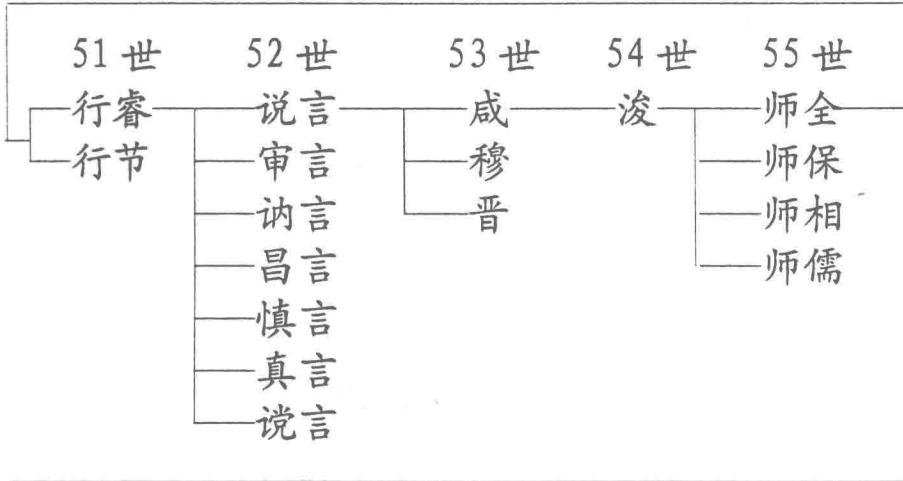 51世 52世 53世 54世 55世
行睿 说言 咸 浚 师全
行节 审言 穆 师保
讷言 晋 师相
昌言 师儒
慎言
真言
谠言